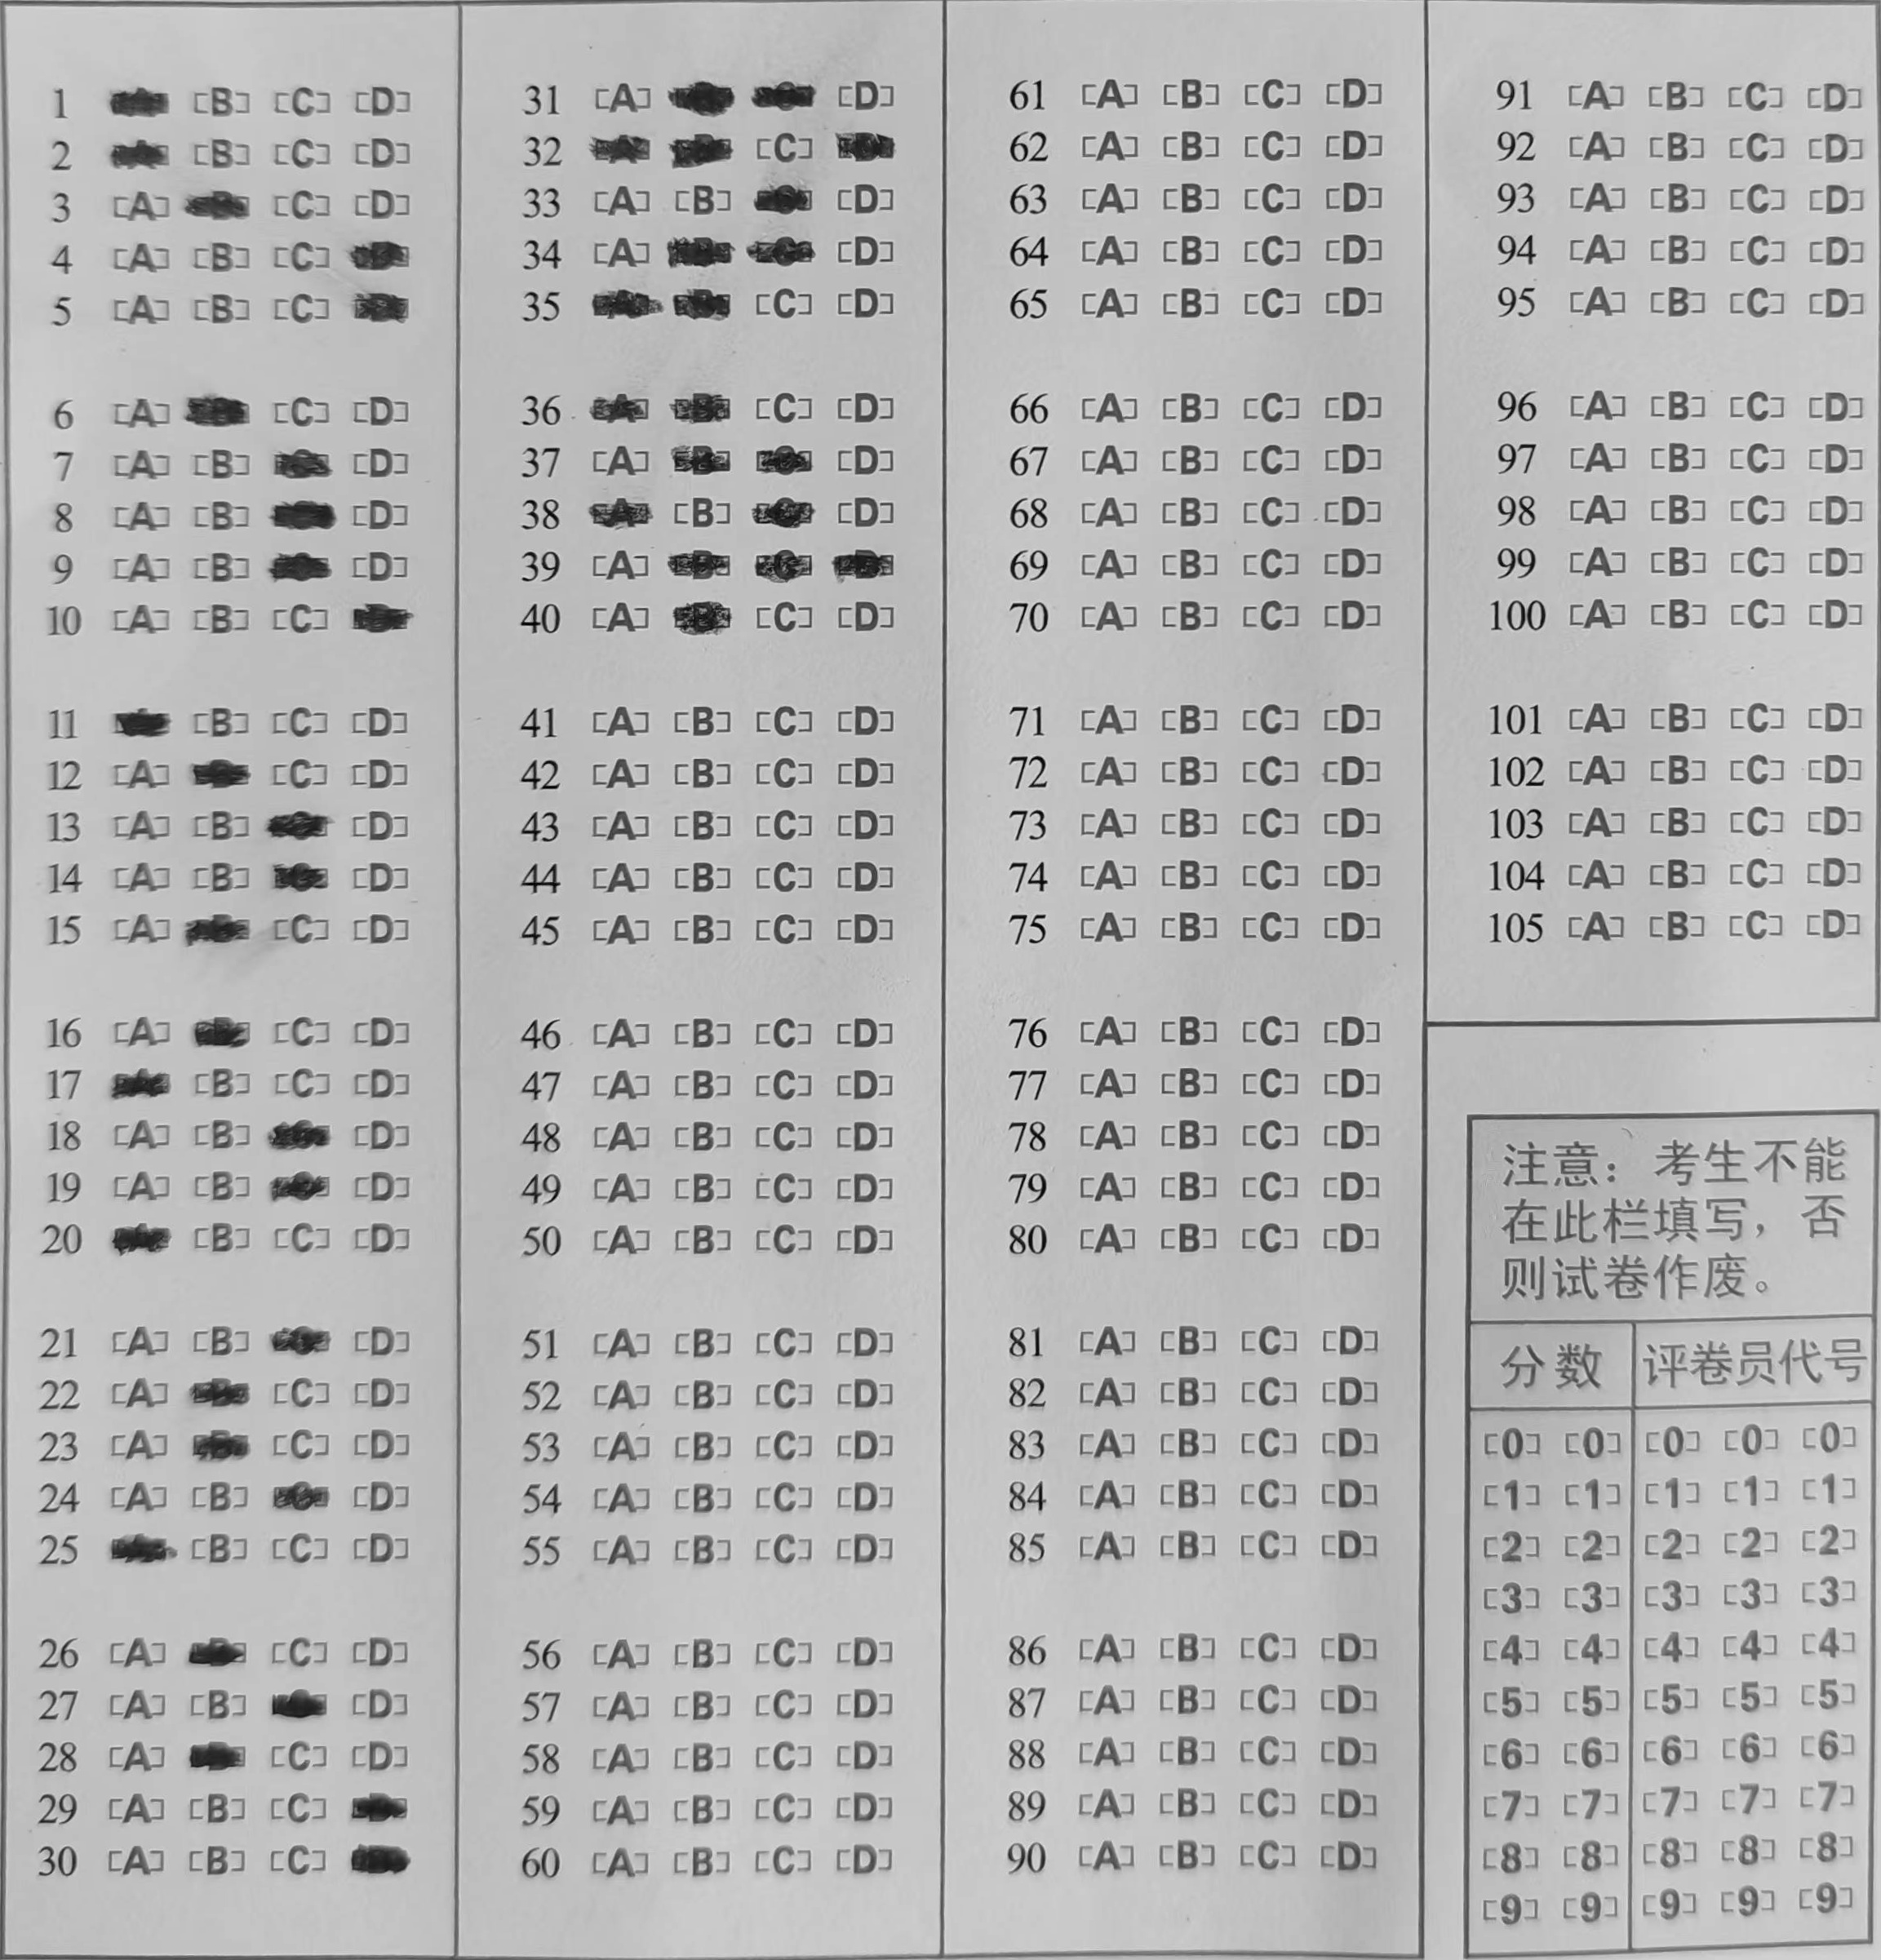 1 [A] [B] [C] [D]
2 [A] [B] [C] [D]
3 [A] [B] [C] [D]
4 [A] [B] [C] [D]
5 [A] [B] [C] [D]
6 [A] [B] [C] [D]
7 [A] [B] [C] [D]
8 [A] [B] [C] [D]
9 [A] [B] [C] [D]
10 [A] [B] [C] [D]
11 [A] [B] [C] [D]
12 [A] [B] [C] [D]
13 [A] [B] [C] [D]
14 [A] [B] [C] [D]
15 [A] [B] [C] [D]
16 [A] [B] [C] [D]
17 [A] [B] [C] [D]
18 [A] [B] [C] [D]
19 [A] [B] [C] [D]
20 [A] [B] [C] [D]
21 [A] [B] [C] [D]
22 [A] [B] [C] [D]
23 [A] [B] [C] [D]
24 [A] [B] [C] [D]
25 [A] [B] [C] [D]
26 [A] [B] [C] [D]
27 [A] [B] [C] [D]
28 [A] [B] [C] [D]
29 [A] [B] [C] [D]
30 [A] [B] [C] [D]
31 [A] [B] [C] [D]
32 [A] [B] [C] [D]
33 [A] [B] [C] [D]
34 [A] [B] [C] [D]
35 [A] [B] [C] [D]
36 [A] [B] [C] [D]
37 [A] [B] [C] [D]
38 [A] [B] [C] [D]
39 [A] [B] [C] [D]
40 [A] [B] [C] [D]
41 [A] [B] [C] [D]
42 [A] [B] [C] [D]
43 [A] [B] [C] [D]
44 [A] [B] [C] [D]
45 [A] [B] [C] [D]
46 [A] [B] [C] [D]
47 [A] [B] [C] [D]
48 [A] [B] [C] [D]
49 [A] [B] [C] [D]
50 [A] [B] [C] [D]
51 [A] [B] [C] [D]
52 [A] [B] [C] [D]
53 [A] [B] [C] [D]
54 [A] [B] [C] [D]
55 [A] [B] [C] [D]
56 [A] [B] [C] [D]
57 [A] [B] [C] [D]
58 [A] [B] [C] [D]
59 [A] [B] [C] [D]
60 [A] [B] [C] [D]
61 [A] [B] [C] [D]
62 [A] [B] [C] [D]
63 [A] [B] [C] [D]
64 [A] [B] [C] [D]
65 [A] [B] [C] [D]
66 [A] [B] [C] [D]
67 [A] [B] [C] [D]
68 [A] [B] [C] [D]
69 [A] [B] [C] [D]
70 [A] [B] [C] [D]
71 [A] [B] [C] [D]
72 [A] [B] [C] [D]
73 [A] [B] [C] [D]
74 [A] [B] [C] [D]
75 [A] [B] [C] [D]
76 [A] [B] [C] [D]
77 [A] [B] [C] [D]
78 [A] [B] [C] [D]
79 [A] [B] [C] [D]
80 [A] [B] [C] [D]
81 [A] [B] [C] [D]
82 [A] [B] [C] [D]
83 [A] [B] [C] [D]
84 [A] [B] [C] [D]
85 [A] [B] [C] [D]
86 [A] [B] [C] [D]
87 [A] [B] [C] [D]
88 [A] [B] [C] [D]
89 [A] [B] [C] [D]
90 [A] [B] [C] [D]
91 [A] [B] [C] [D]
92 [A] [B] [C] [D]
93 [A] [B] [C] [D]
94 [A] [B] [C] [D]
95 [A] [B] [C] [D]
96 [A] [B] [C] [D]
97 [A] [B] [C] [D]
98 [A] [B] [C] [D]
99 [A] [B] [C] [D]
100 [A] [B] [C] [D]
101 [A] [B] [C] [D]
102 [A] [B] [C] [D]
103 [A] [B] [C] [D]
104 [A] [B] [C] [D]
105 [A] [B] [C] [D]
注意：考生不能
在此栏填写，否
则试卷作废。
分数 评卷员代号
[0] [0] [0] [0] [0]
[1] [1] [1] [1] [1]
[2] [2] [2] [2] [2]
[3] [3] [3] [3] [3]
[4] [4] [4] [4] [4]
[5] [5] [5] [5] [5]
[6] [6] [6] [6] [6]
[7] [7] [7] [7] [7]
[8] [8] [8] [8] [8]
[9] [9] [9] [9] [9]